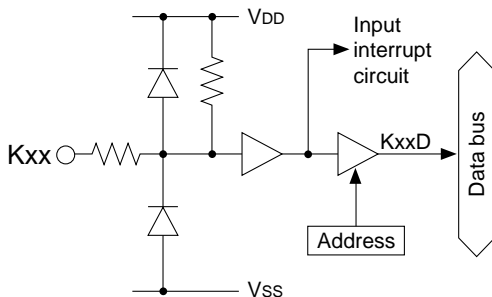 VDD
Input
interrupt
circuit
Kxx
KxxD
Data bus
Address
VSS